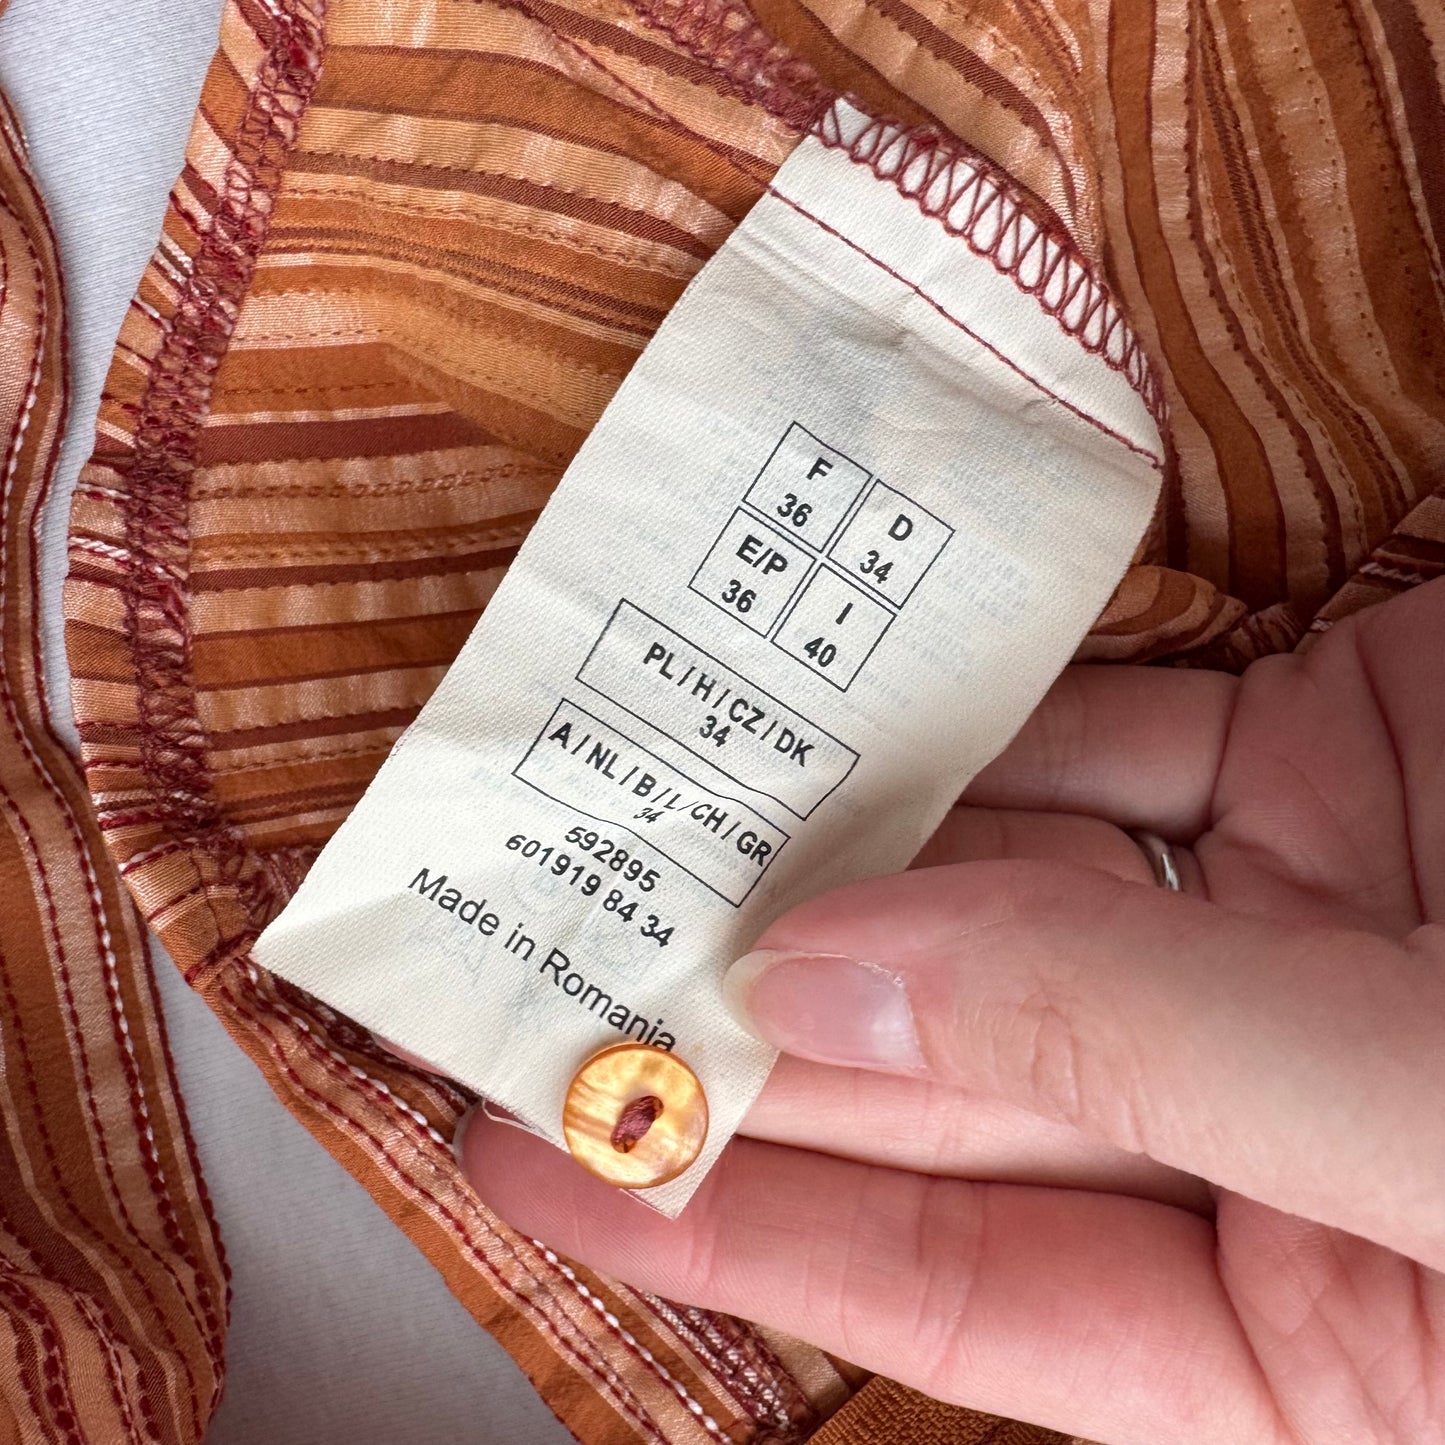 F
36
D
34
E/P
36
I
40
PL / H / CZ / DK
34
A / NL / B / L / CH / GR
34
592895
601919 84 34
Made in Romania